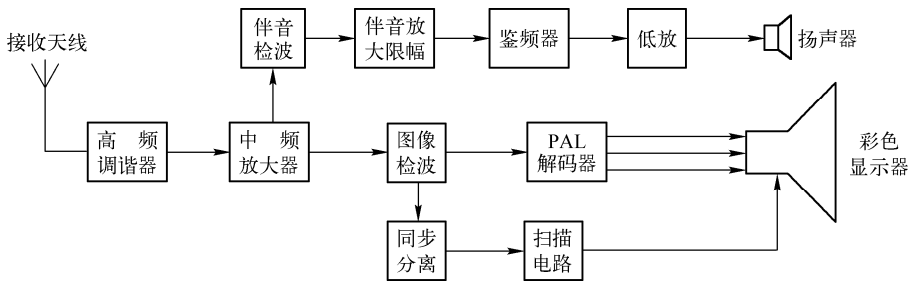 接收天线
伴音
检波
伴音放
大限幅
鉴频器
低放
扬声器
高 频
调谐器
中 频
放大器
图像
检波
PAL
解码器
彩色
显示器
同步
分离
扫描
电路